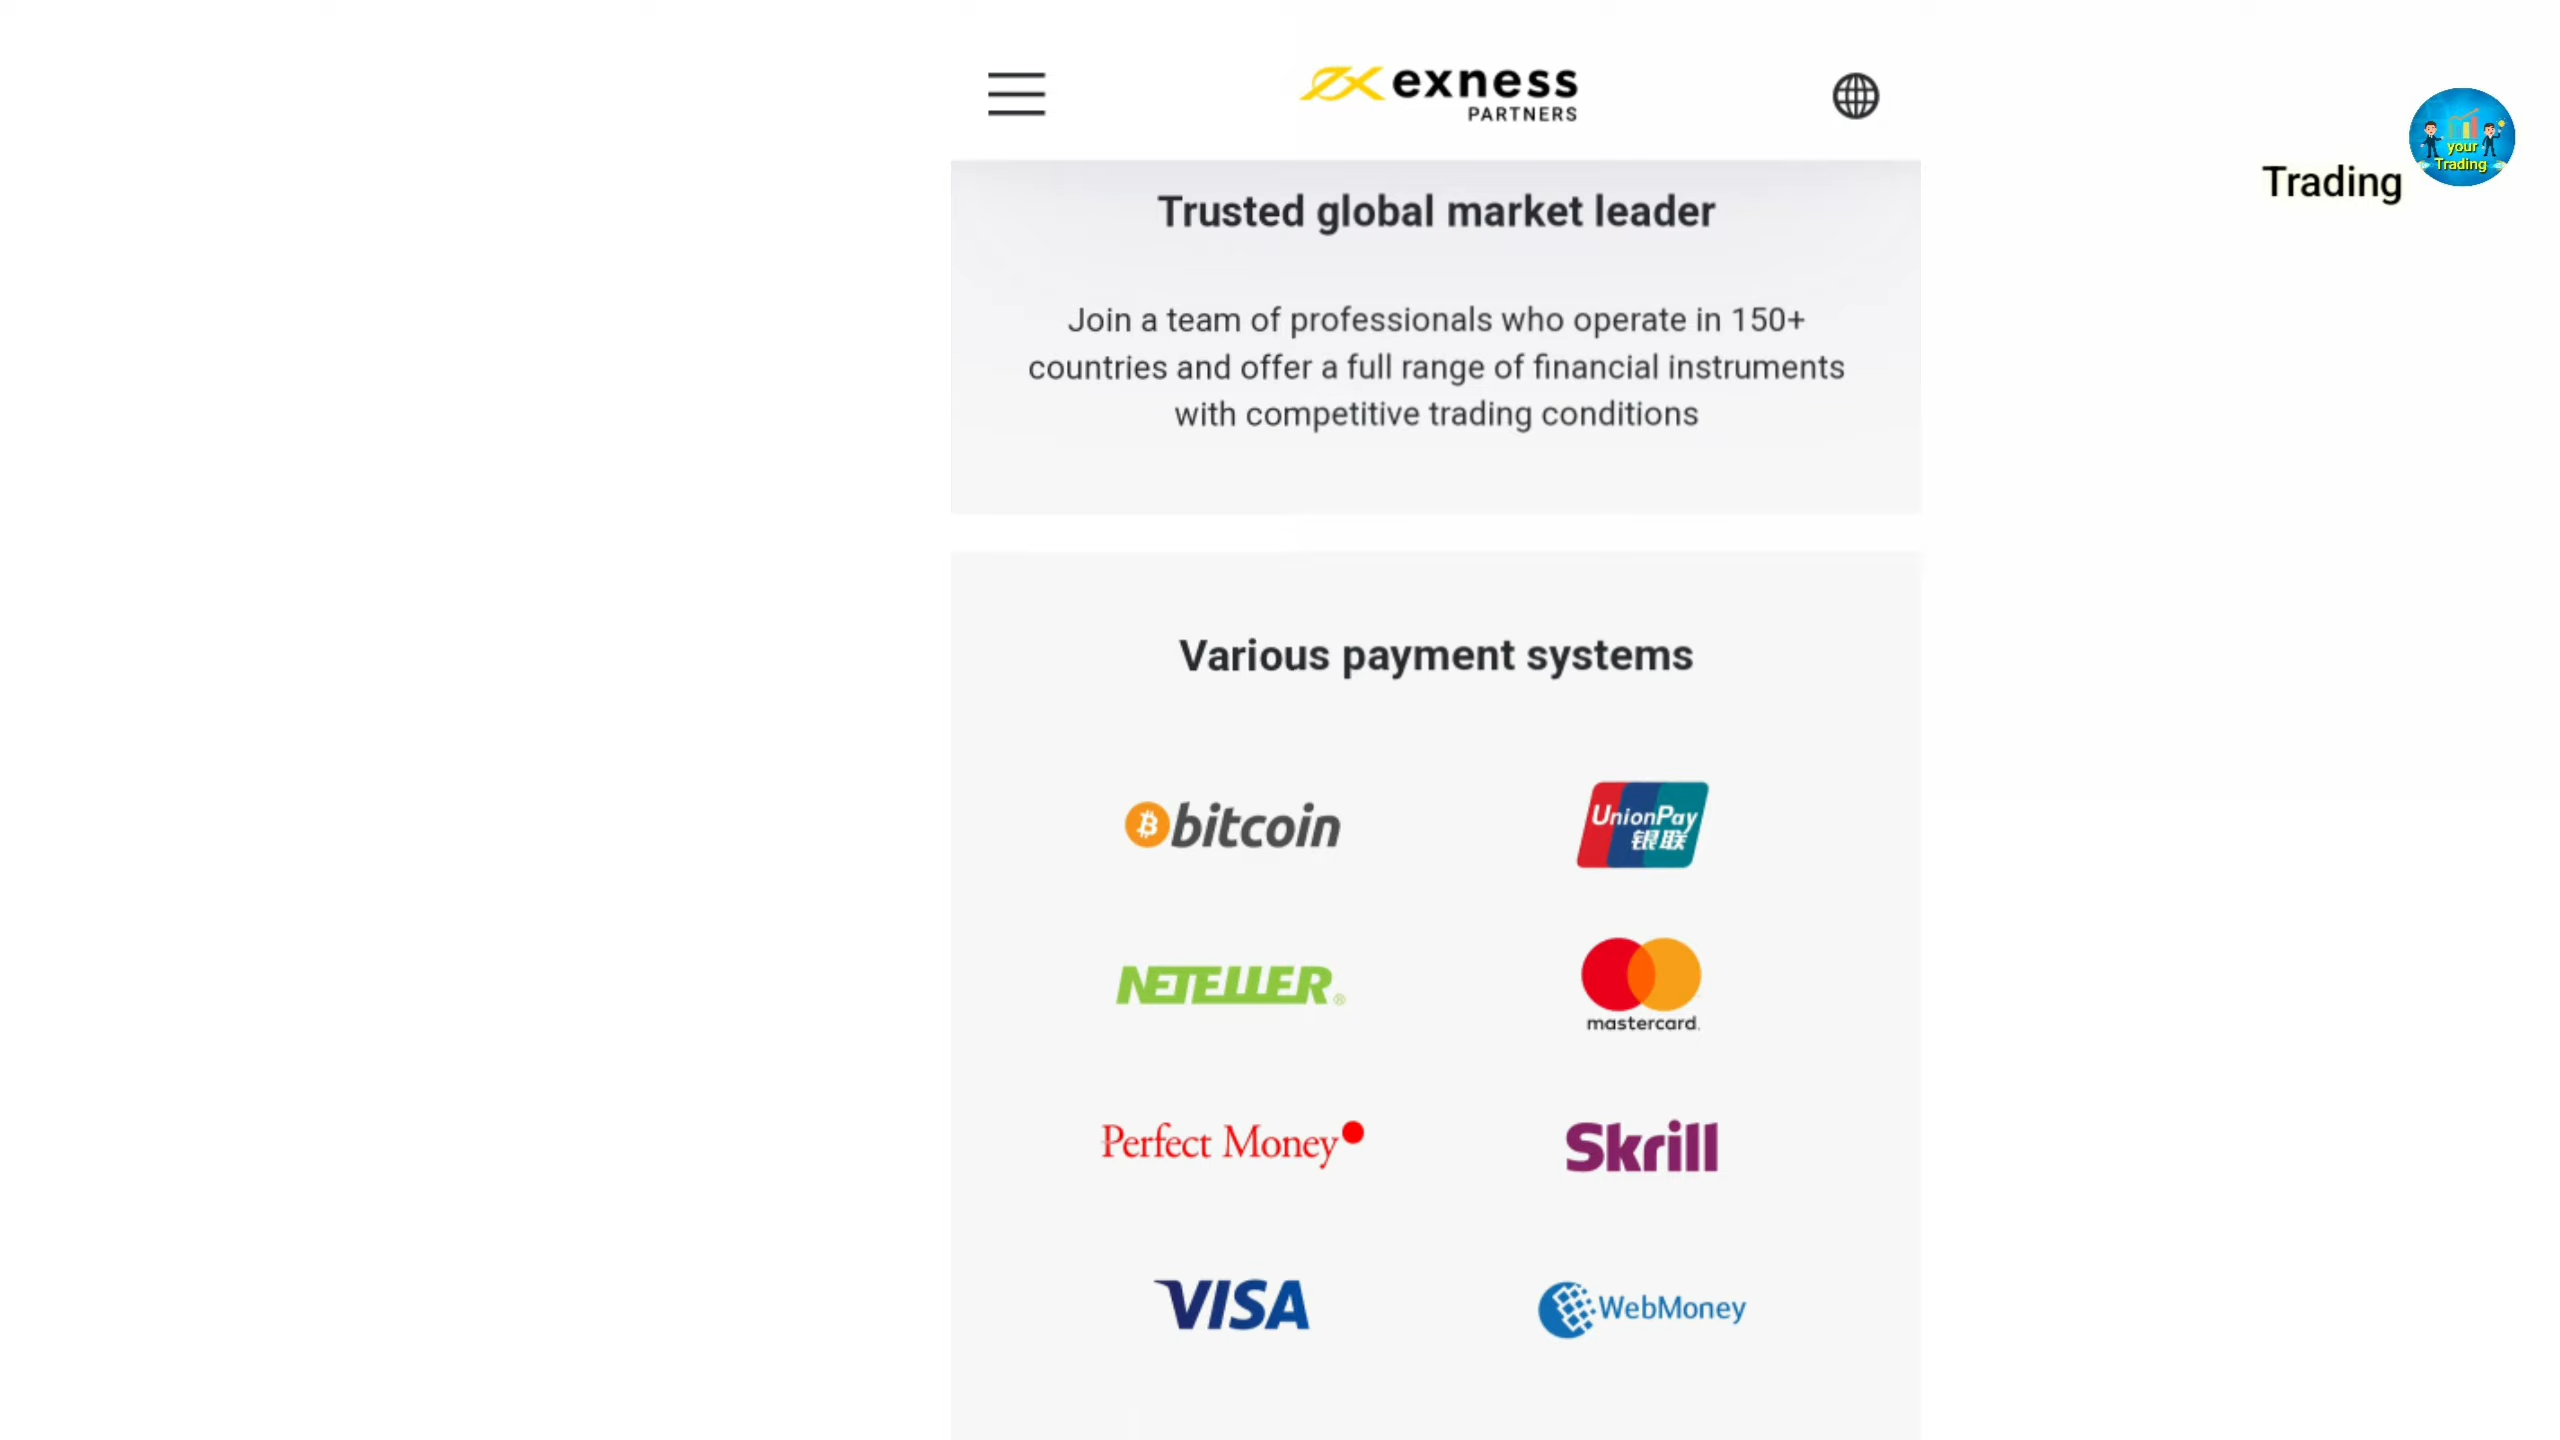 exness
PARTNERS
your
Trading
Trading
Trusted global market leader
Join a team of professionals who operate in 150+
countries and offer a full range of financial instruments
with competitive trading conditions
Various payment systems
bitcoin
UnionPay
银联
NETELLER®
mastercard.
Perfect Money
Skrill
VISA
WebMoney